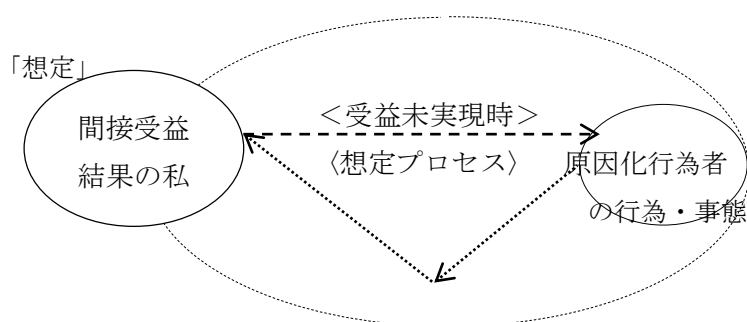 「想定」
間接受益
結果の私
＜受益未実現時＞
〈想定プロセス〉
原因化行為者
の行為・事態